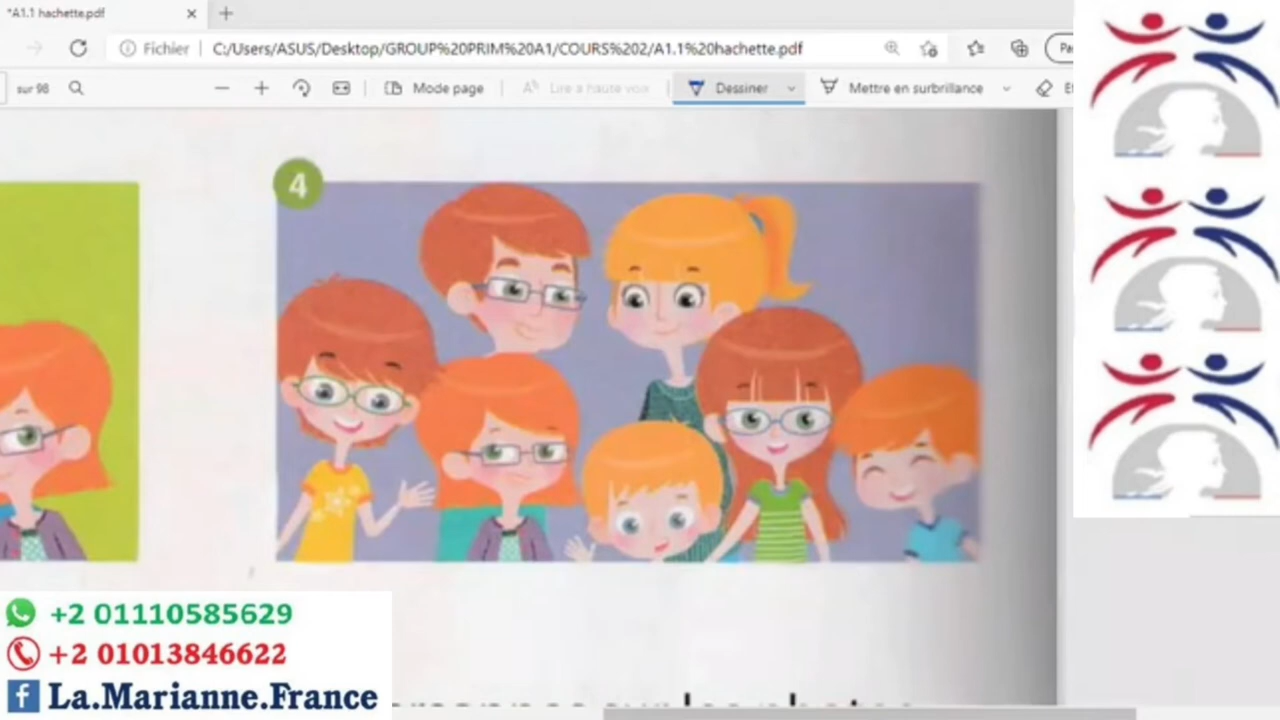 *A1.1 hachette.pdf
Fichier C:/Users/ASUS/Desktop/GROUP%20PRIM%20A1/COURS%202/A1.1%20hachette.pdf
sur 98 Mode page Lire à haute voix Dessiner Mettre en surbrillance
4
+2 01110585629
+2 01013846622
La.Marianne.France